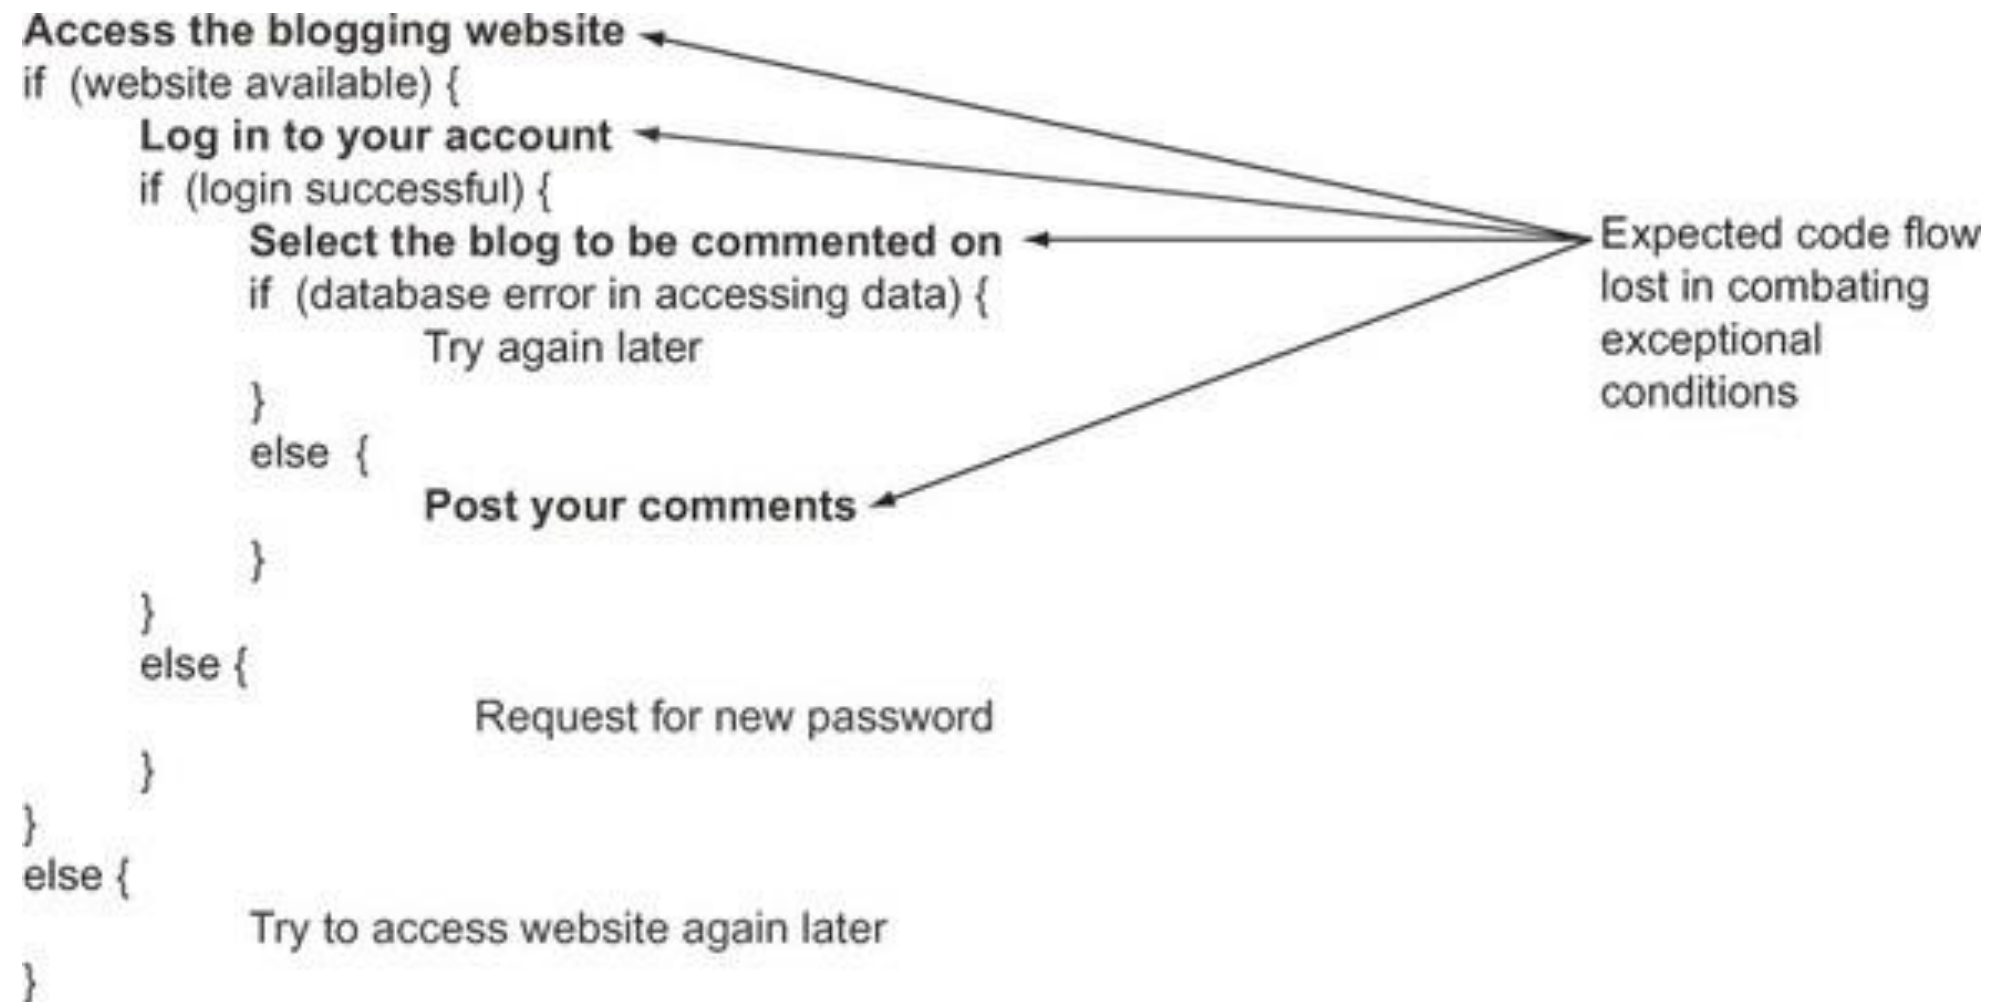 Access the blogging website
if (website available) {
Log in to your account
if (login successful) {
Select the blog to be commented on
if (database error in accessing data) {
Try again later
}
else {
Post your comments
}
}
else {
Request for new password
}
}
else {
Try to access website again later
}
Expected code flow
lost in combating
exceptional
conditions